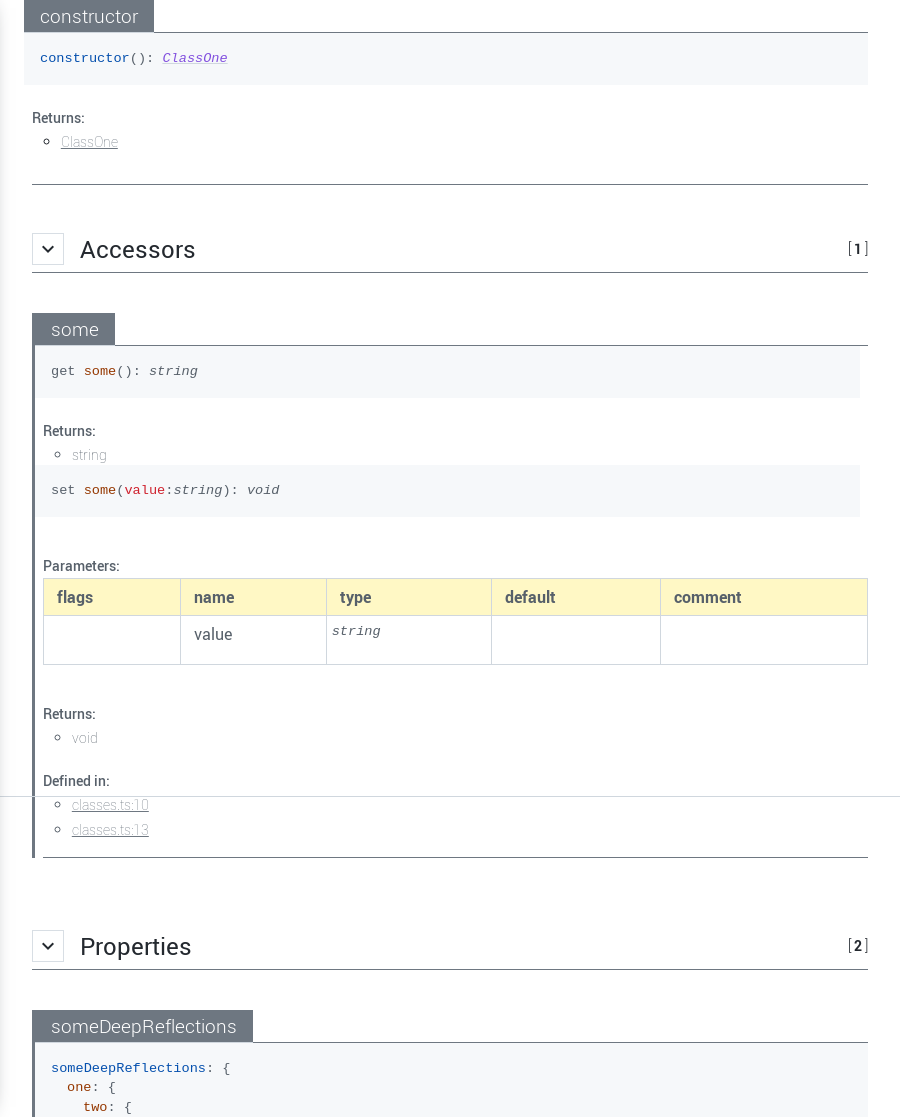 constructor
constructor(): ClassOne
Returns:
ClassOne
Accessors [ 1 ]
some
get some(): string
Returns:
string
set some(value:string): void
Parameters:
flags name type default comment
value string
Returns:
void
Defined in:
classes.ts:10
classes.ts:13
Properties [ 2 ]
someDeepReflections
someDeepReflections: {
one: {
two: {